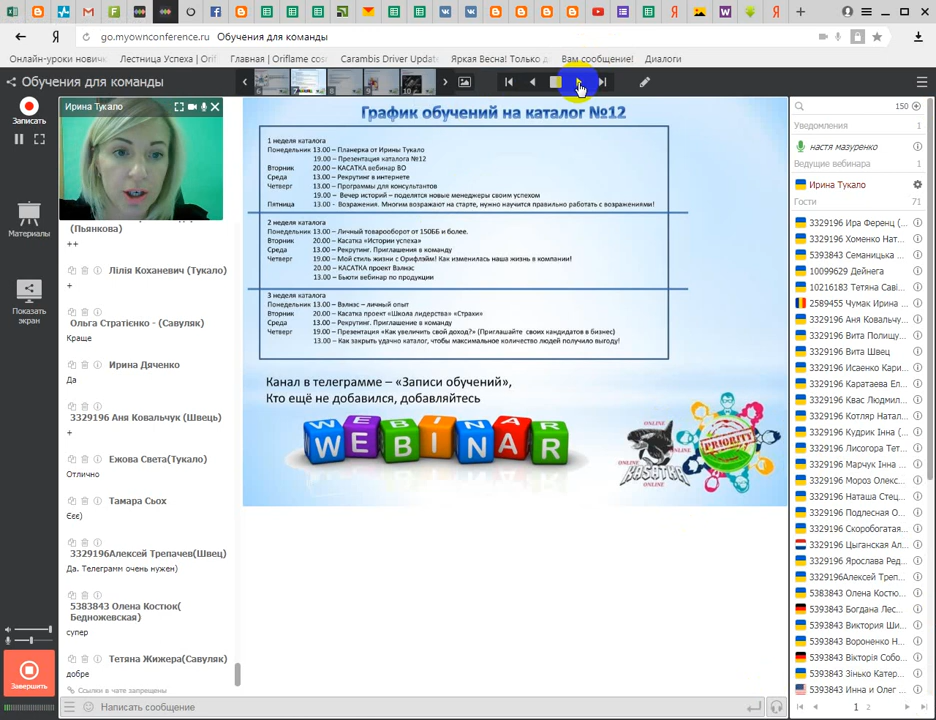 go.myownconference.ru Обучения для команды
Онлайн-уроки новичк
Лестница Успеха | Orif
Главная | Oriflame cos
Carambis Driver Updat
Яркая Весна! Только д
Вам сообщение!
Диалоги
Обучения для команды
6
7
8
9
10
Записать
Материалы
Показать
экран
Завершить
Ирина Тукало
(Пьянкова)
++
Лілія Коханевич (Тукало)
+
Ольга Стратієнко - (Савуляк)
Краще
Ирина Дяченко
Да
3329196 Аня Ковальчук (Швець)
+
Ежова Света(Тукало)
Отлично
Тамара Сьох
Єєє)
3329196Алексей Трепачев(Швец)
Да. Телеграмм очень нужен)
5383843 Олена Костюк(
Бедножевская)
супер
Тетяна Жижера(Савуляк)
добре
Ссылки в чате запрещены
Написать сообщение
График обучений на каталог №12
1 неделя каталога
Понедельник 13.00 – Планерка от Ирины Тукало
19.00 – Презентация каталога №12
Вторник 20.00 – КАСАТКА вебинар ВО
Среда 13.00 – Рекрутинг в интернете
Четверг 13.00 – Программы для консультантов
19.00 – Вечер историй – поделятся новые менеджеры своим успехом
Пятница 13.00 - Возражения. Многим возражают на старте, нужно научится правильно работать с возражениями!
2 неделя каталога
Понедельник 13.00 – Личный товарооборот от 150ББ и более.
Вторник 20.00 – Касатка «Истории успеха»
Среда 13.00 – Рекрутинг. Приглашения в команду
Четверг 19.00 – Мой стиль жизни с Орифлэйм! Как изменилась наша жизнь в компании!
20.00 – КАСАТКА проект Вэлнэс
13.00 – Бьюти вебинар по продукции
3 неделя каталога
Понедельник 13.00 – Вэлнэс – личный опыт
Вторник 20.00 – Касатка проект «Школа лидерства» «Страхи»
Среда 13.00 – Рекрутинг. Приглашение в команду
Четверг 19.00 – Презентация «Как увеличить свой доход?» (Приглашайте своих кандидатов в бизнес)
13.00 – Как закрыть удачно каталог, чтобы максимальное количество людей получило выгоду!
Канал в телеграмме – «Записи обучений»,
Кто ещё не добавился, добавляйтесь
WEBINAR
ONLINE
KASATKA
ONLINE
ONLINE
PRIORITY
150
Уведомления 1
настя мазуренко
Ведущие вебинара 1
Ирина Тукало
Гости 71
3329196 Ира Ференц (...
3329196 Хоменко Нат...
5393843 Семаницька ...
10099629 Дейнега
10216183 Тетяна Саві...
2589455 Чумак Ирина ...
3329196 Аня Ковальчу...
3329196 Вита Полищу...
3329196 Вита Швец
3329196 Исаенко Кари...
3329196 Каратаева Ел...
3329196 Квас Людмил...
3329196 Котляр Натал...
3329196 Кудрик Інна (...
3329196 Лисогора Тет...
3329196 Марчук Інна ...
3329196 Мороз Олекс...
3329196 Наташа Стец...
3329196 Подлесная О...
3329196 Скоробогатая...
3329196 Цыганская Ал...
3329196 Ярослава Ред...
3329196Алексей Треп...
5383843 Олена Костю...
5393843 Богдана Лес...
5393843 Виктория Ши...
5393843 Вороненко Н...
5393843 Вікторія Собо...
5393843 Зінько Катер...
5393843 Инна и Олег ...
1 2